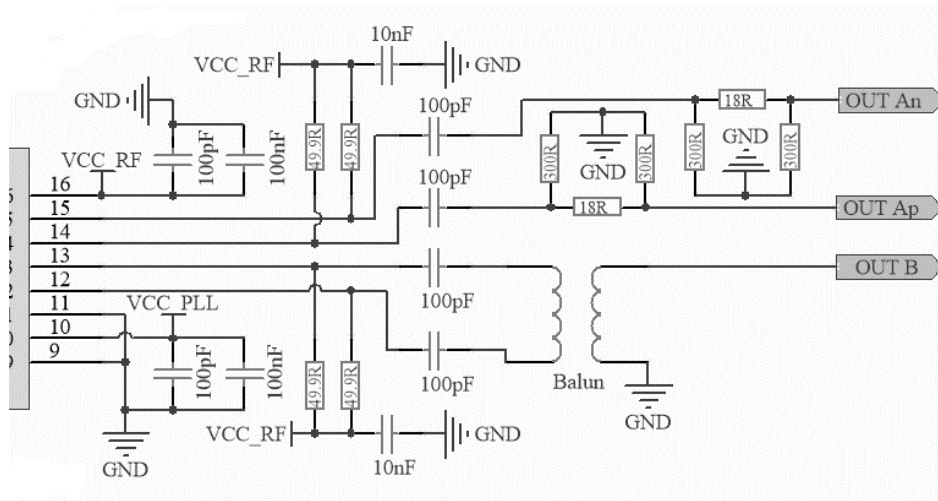 10nF
VCC_RF
GND
100pF
OUT An
18R
GND
49.9R
49.9R
300R
GND
300R
300R
GND
300R
VCC_RF
100pF
100nF
100pF
16
15
18R
OUT Ap
14
13
OUT B
12
100pF
11
VCC_PLL
10
9
100pF
100nF
49.9R
49.9R
100pF
Balun
GND
VCC_RF
GND
10nF
GND